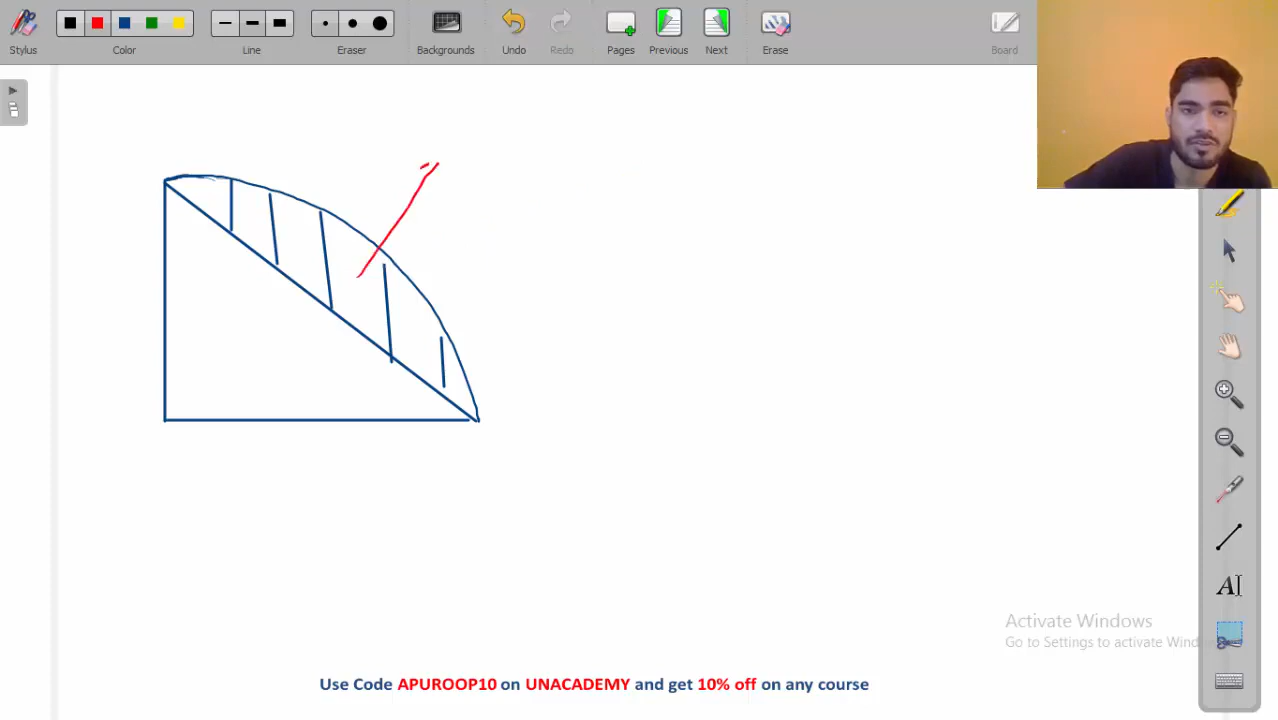 Stylus
Color
Line
Eraser
Backgrounds
Undo
Redo
Pages
Previous
Next
Erase
Board
A
Activate Windows
Go to Settings to activate Wind
Use Code APUROOP10 on UNACADEMY and get 10% off on any course